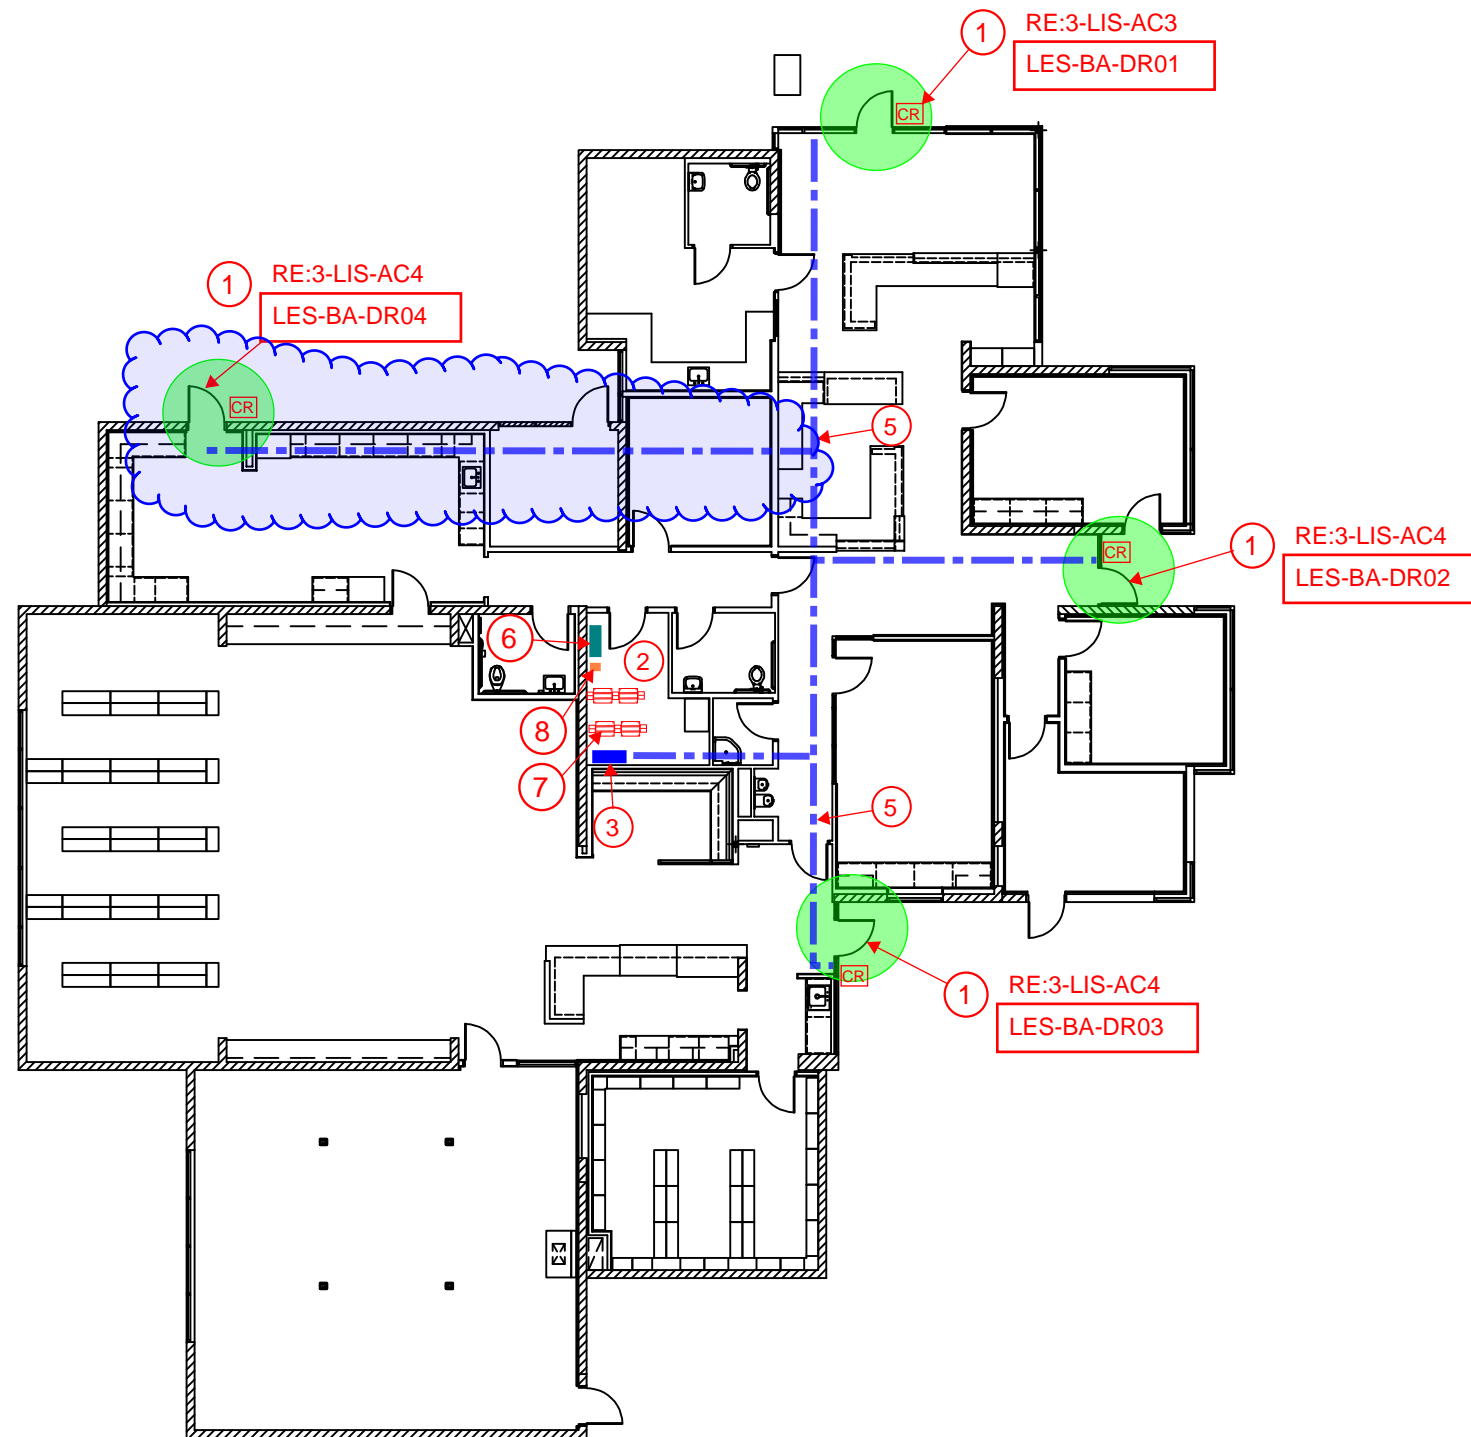 1
RE:3-LIS-AC3
LES-BA-DR01
CR
1
RE:3-LIS-AC4
LES-BA-DR04
CR
5
1
RE:3-LIS-AC4
LES-BA-DR02
CR
6
2
8
7
3
5
1
RE:3-LIS-AC4
LES-BA-DR03
CR